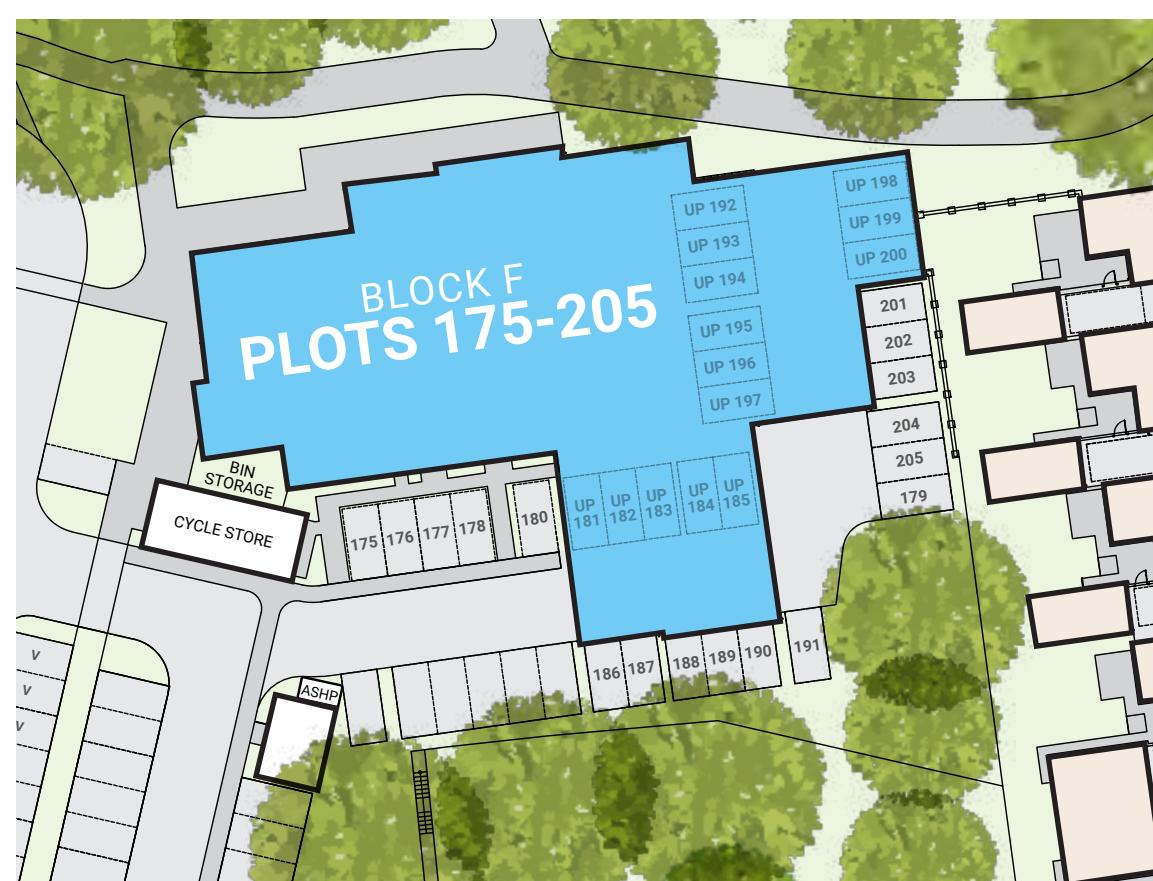 UP 198
UP 192
UP 199
UP 193
UP 200
UP 194
BLOCK F
PLOTS 175-205
201
202
203
UP 195
UP 196
UP 197
204
205
179
BIN
STORAGE
CYCLE STORE
175
176
177
178
180
UP
181
UP
182
UP
183
UP
184
UP
185
186
187
188
189
190
191
V
V
V
ASHP